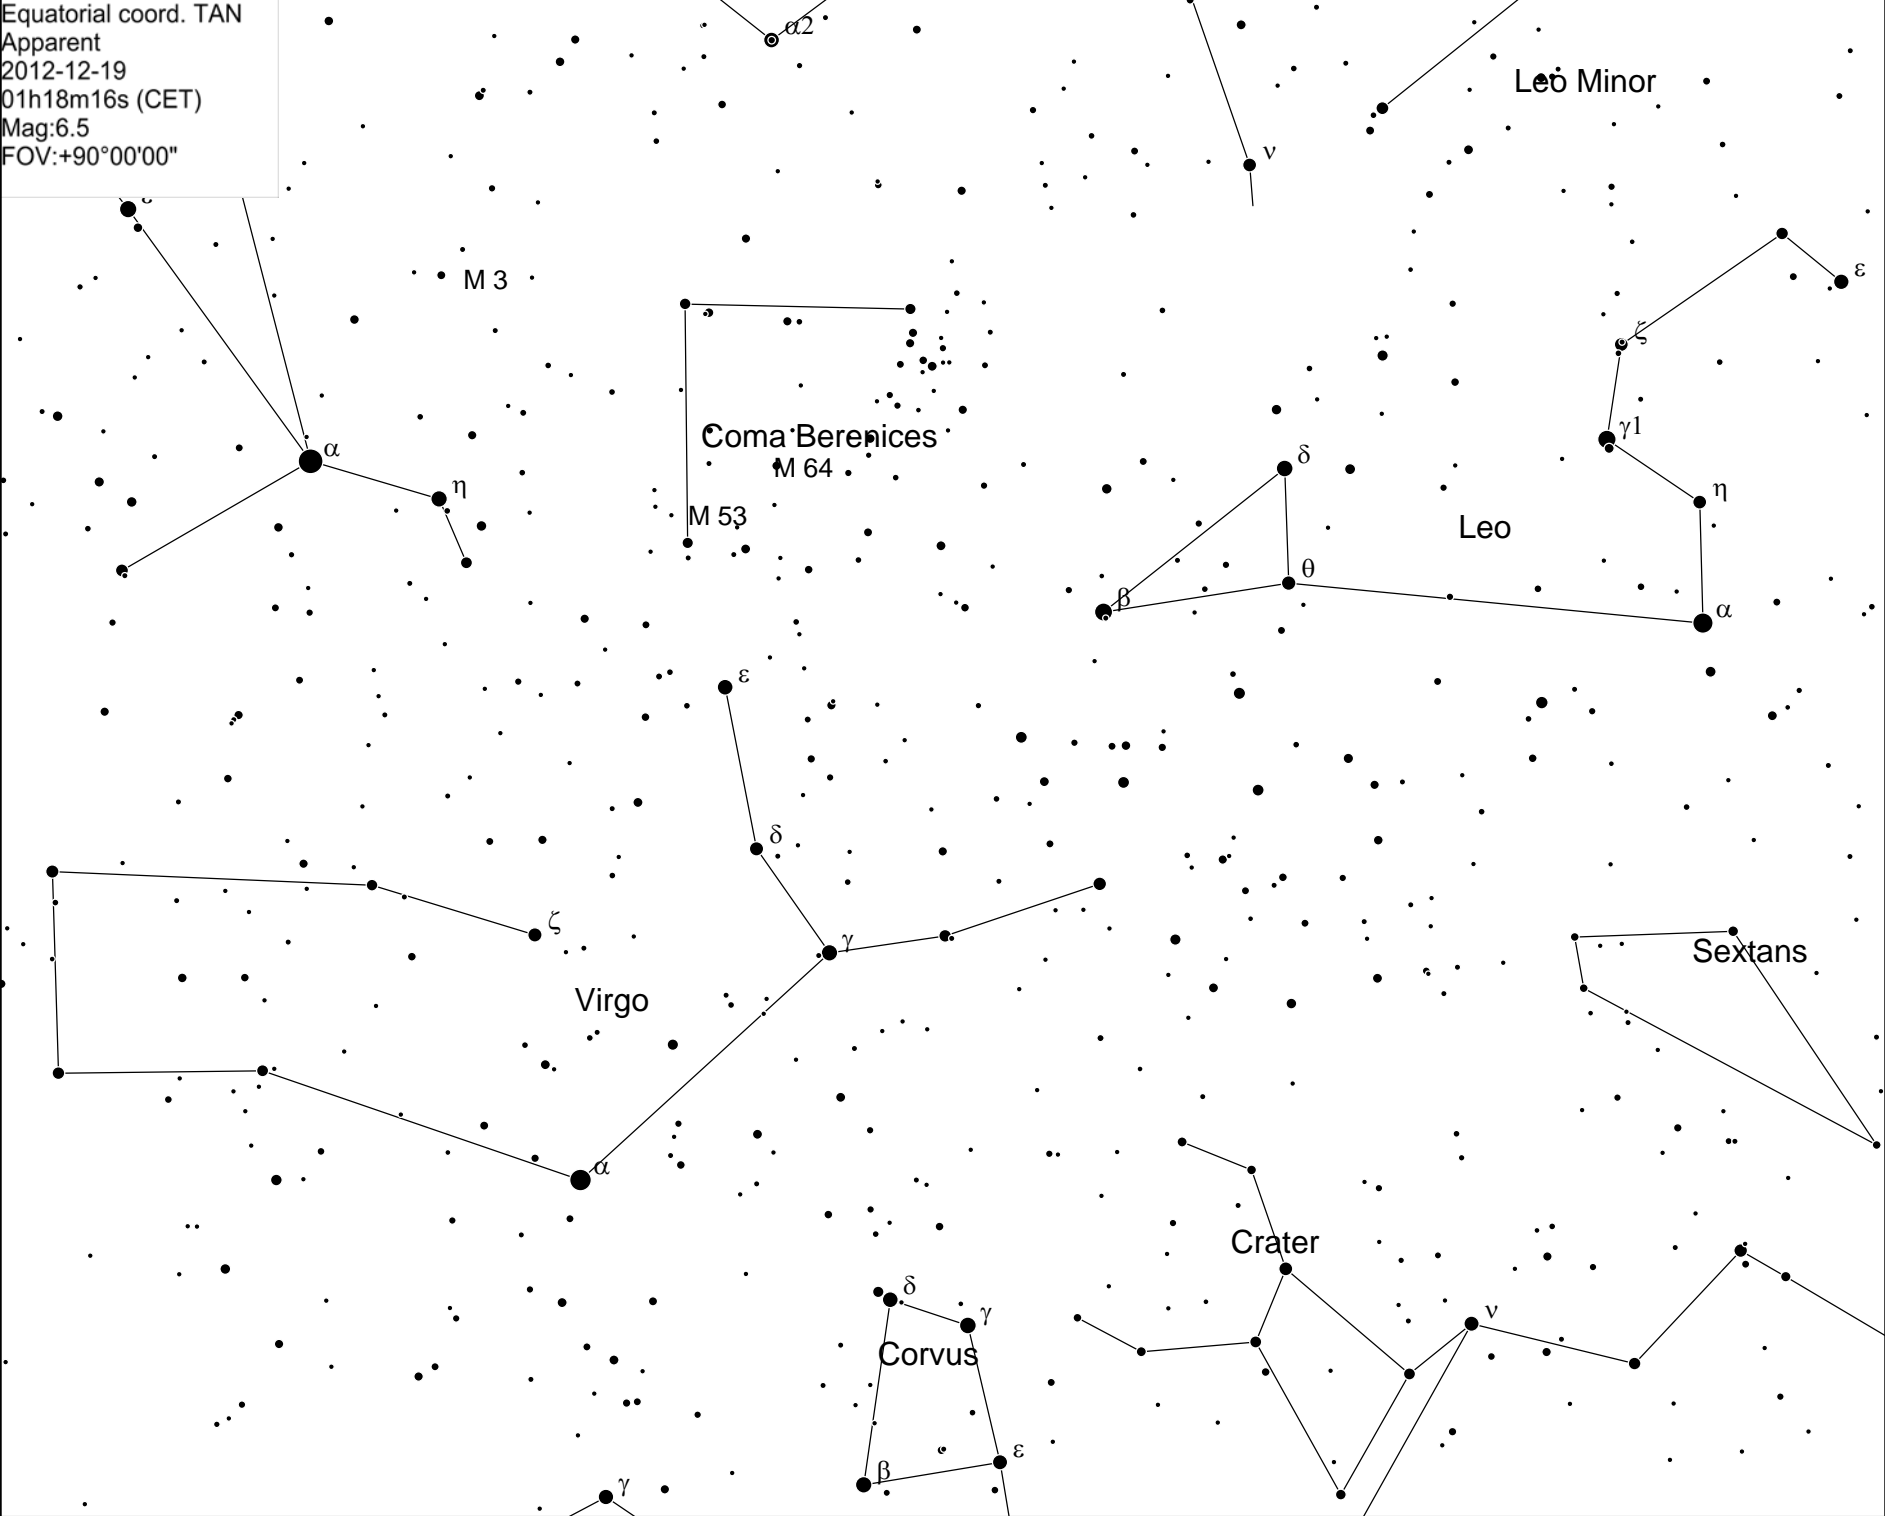 Equatorial coord. TAN
Apparent
2012-12-19
01h18m16s (CET)
Mag:6.5
FOV:+90°00'00"
α2
Leo Minor
ν
ε
M 3
ζ
γ1
α
Coma Berenices
δ
M 64
η
η
M 53
Leo
θ
β
α
ε
δ
ζ
γ
Sextans
Virgo
α
Crater
δ
γ
ν
Corvus
ε
β
γ